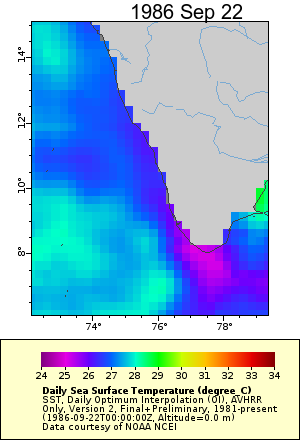 1986 Sep 22
14°
12°
10°
8°
74°
76°
78°
24 25 26 27 28 29 30 31 32 33 34
Daily Sea Surface Temperature (degree_C)
SST, Daily Optimum Interpolation (OI), AVHRR
Only, Version 2, Final+Preliminary, 1981-present
(1986-09-22T00:00:00Z, Altitude=0.0 m)
Data courtesy of NOAA NCEI